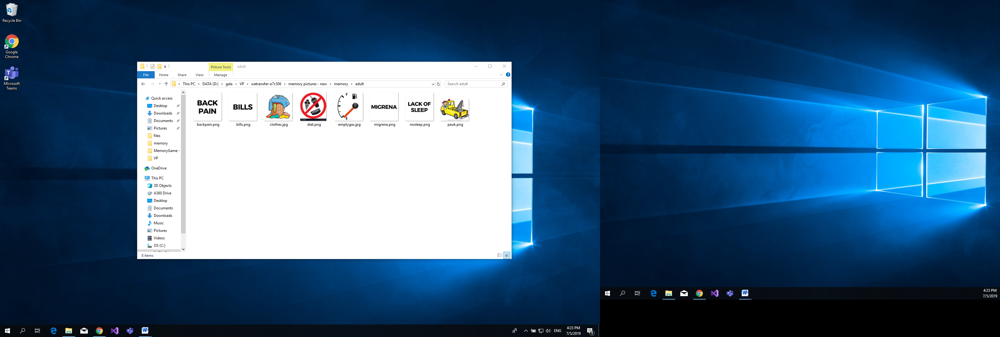 Recycle Bin
Google
Chrome
Microsoft
Teams
Picture Tools
adult
File
Home
Share
View
Manage
This PC
DATA (D:)
gala
VP
wetransfer-e7c506
memory pictures - new
memory
adult
Search adult
Quick access
Desktop
Downloads
Documents
Pictures
files
memory
MemoryGame -
VP
OneDrive
This PC
3D Objects
A360 Drive
Desktop
Documents
Downloads
Music
Pictures
Videos
OS (C:)
BACK
PAIN
backpain.png
BILLS
bills.png
clothes.jpg
diet.png
F
E
emptygas.jpg
MIGRENA
migrena.png
LACK OF
SLEEP
nosleep.png
pauk.png
8 items
ENG
4:23 PM
7/5/2019
1
4:23 PM
7/5/2019